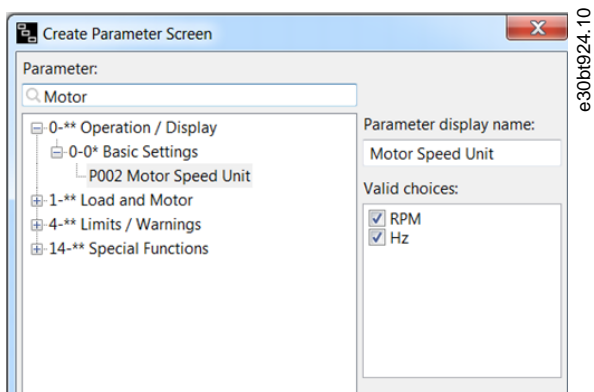 Create Parameter Screen
Parameter:
Motor
0-** Operation / Display
0-0* Basic Settings
P002 Motor Speed Unit
1-** Load and Motor
4-** Limits / Warnings
14-** Special Functions
Parameter display name:
Motor Speed Unit
Valid choices:
RPM
Hz
e30bt924.10